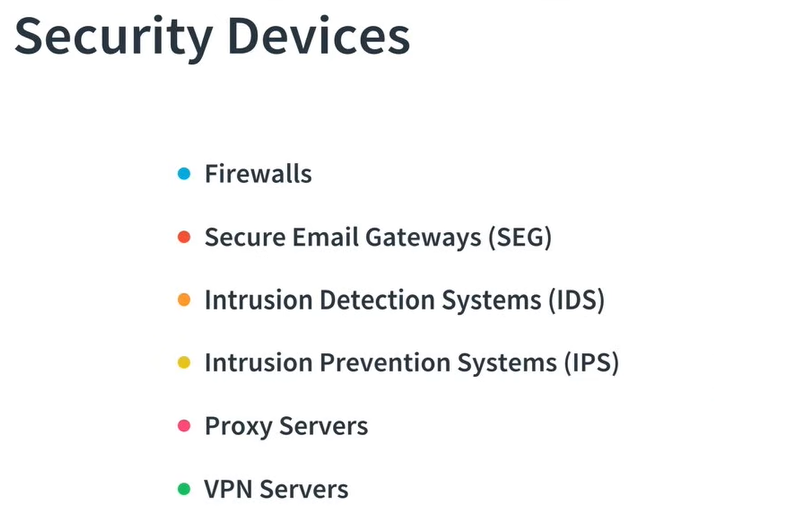 Security Devices
Firewalls
Secure Email Gateways (SEG)
Intrusion Detection Systems (IDS)
Intrusion Prevention Systems (IPS)
Proxy Servers
VPN Servers